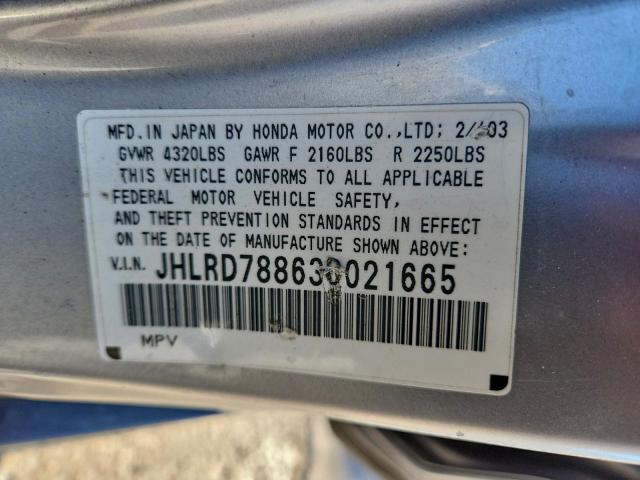 MFD. IN JAPAN BY HONDA MOTOR CO.,LTD; 2/03
GVWR 4320LBS GAWR F 2160LBS R 2250LBS
THIS VEHICLE CONFORMS TO ALL APPLICABLE
FEDERAL MOTOR VEHICLE SAFETY,
AND THEFT PREVENTION STANDARDS IN EFFECT
ON THE DATE OF MANUFACTURE SHOWN ABOVE:
V.I.N. JHLRD78863C021665
MPV